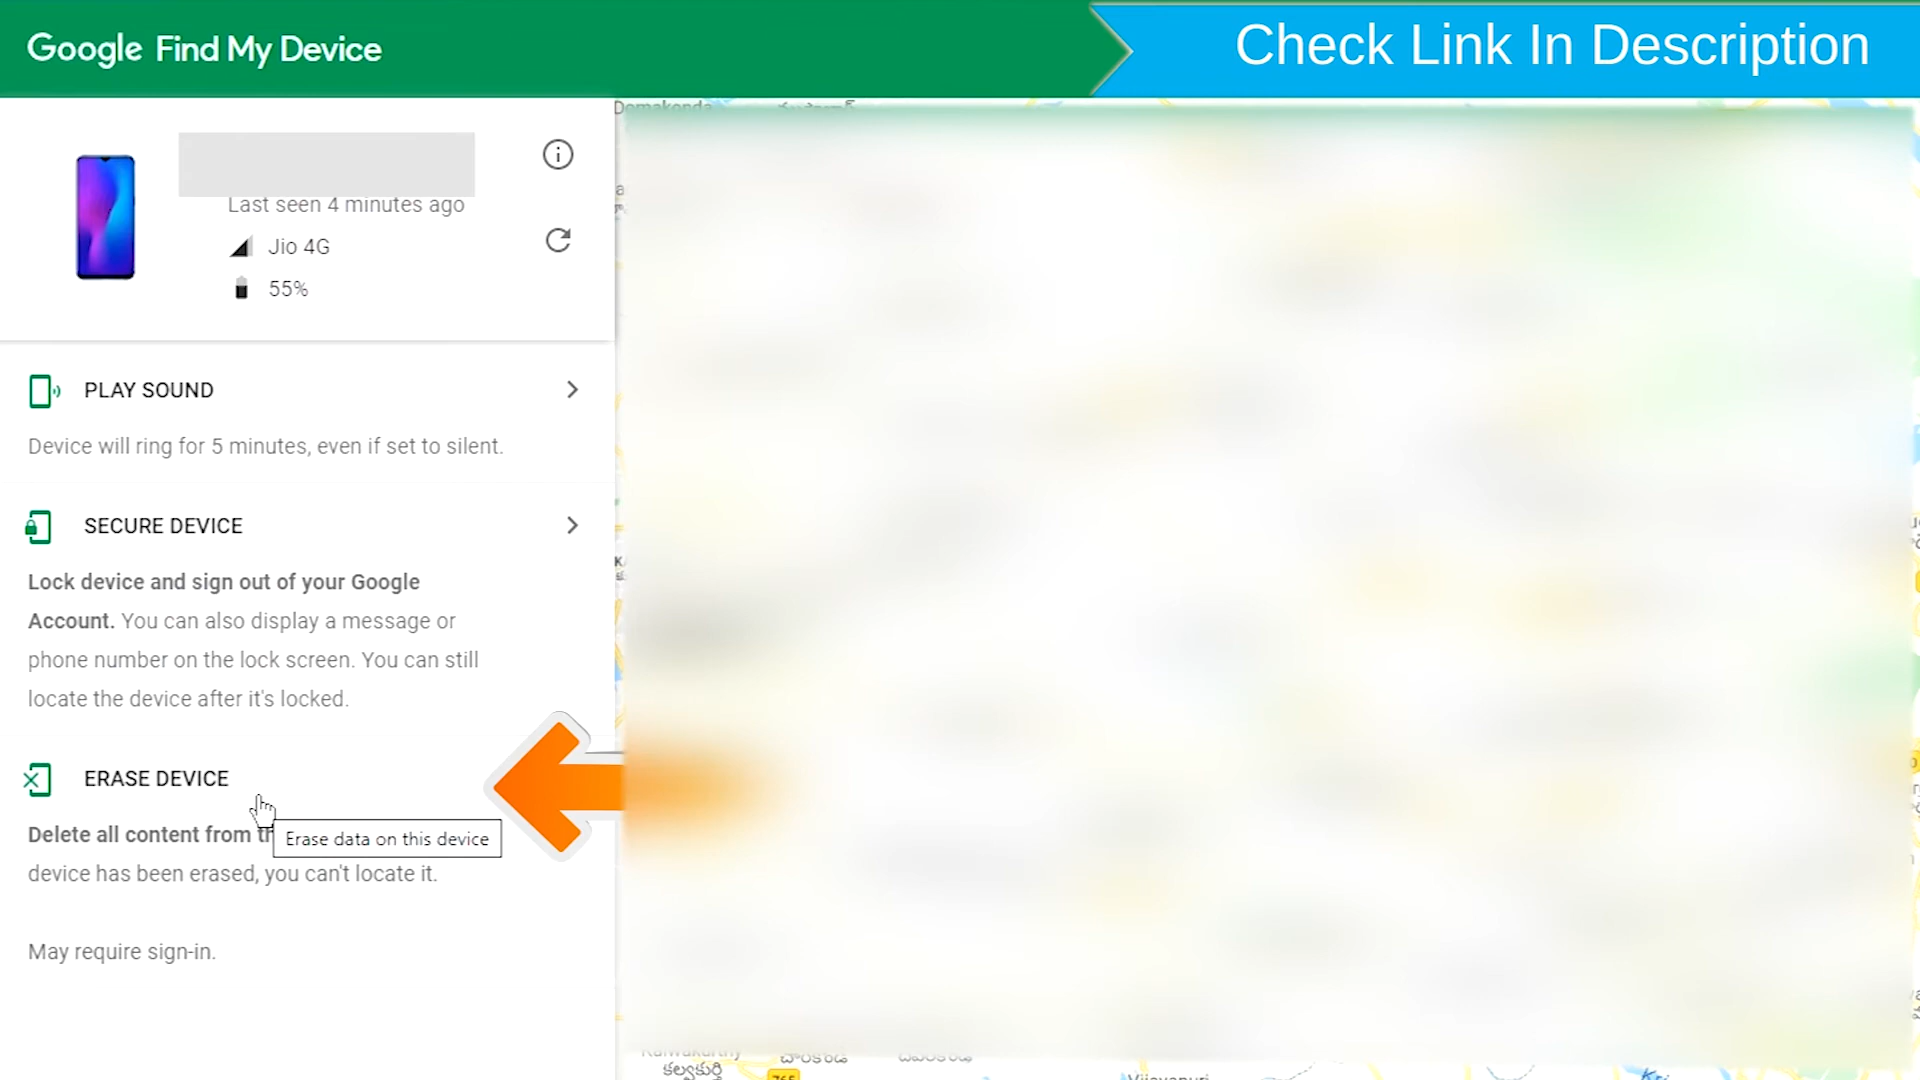 Google Find My Device
Check Link In Description
Last seen 4 minutes ago
Jio 4G
55%
PLAY SOUND
Device will ring for 5 minutes, even if set to silent.
SECURE DEVICE
Lock device and sign out of your Google
Account. You can also display a message or
phone number on the lock screen. You can still
locate the device after it's locked.
ERASE DEVICE
Delete all content from
Erase data on this device
device has been erased, you can't locate it.
May require sign-in.
Domakonda
కల్వకుర్తి
765